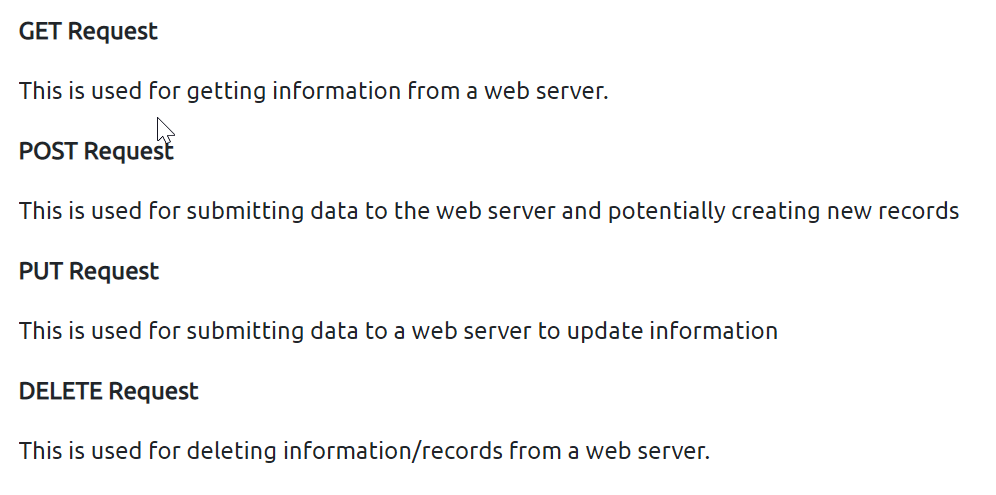 GET Request
This is used for getting information from a web server.
POST Request
This is used for submitting data to the web server and potentially creating new records
PUT Request
This is used for submitting data to a web server to update information
DELETE Request
This is used for deleting information/records from a web server.